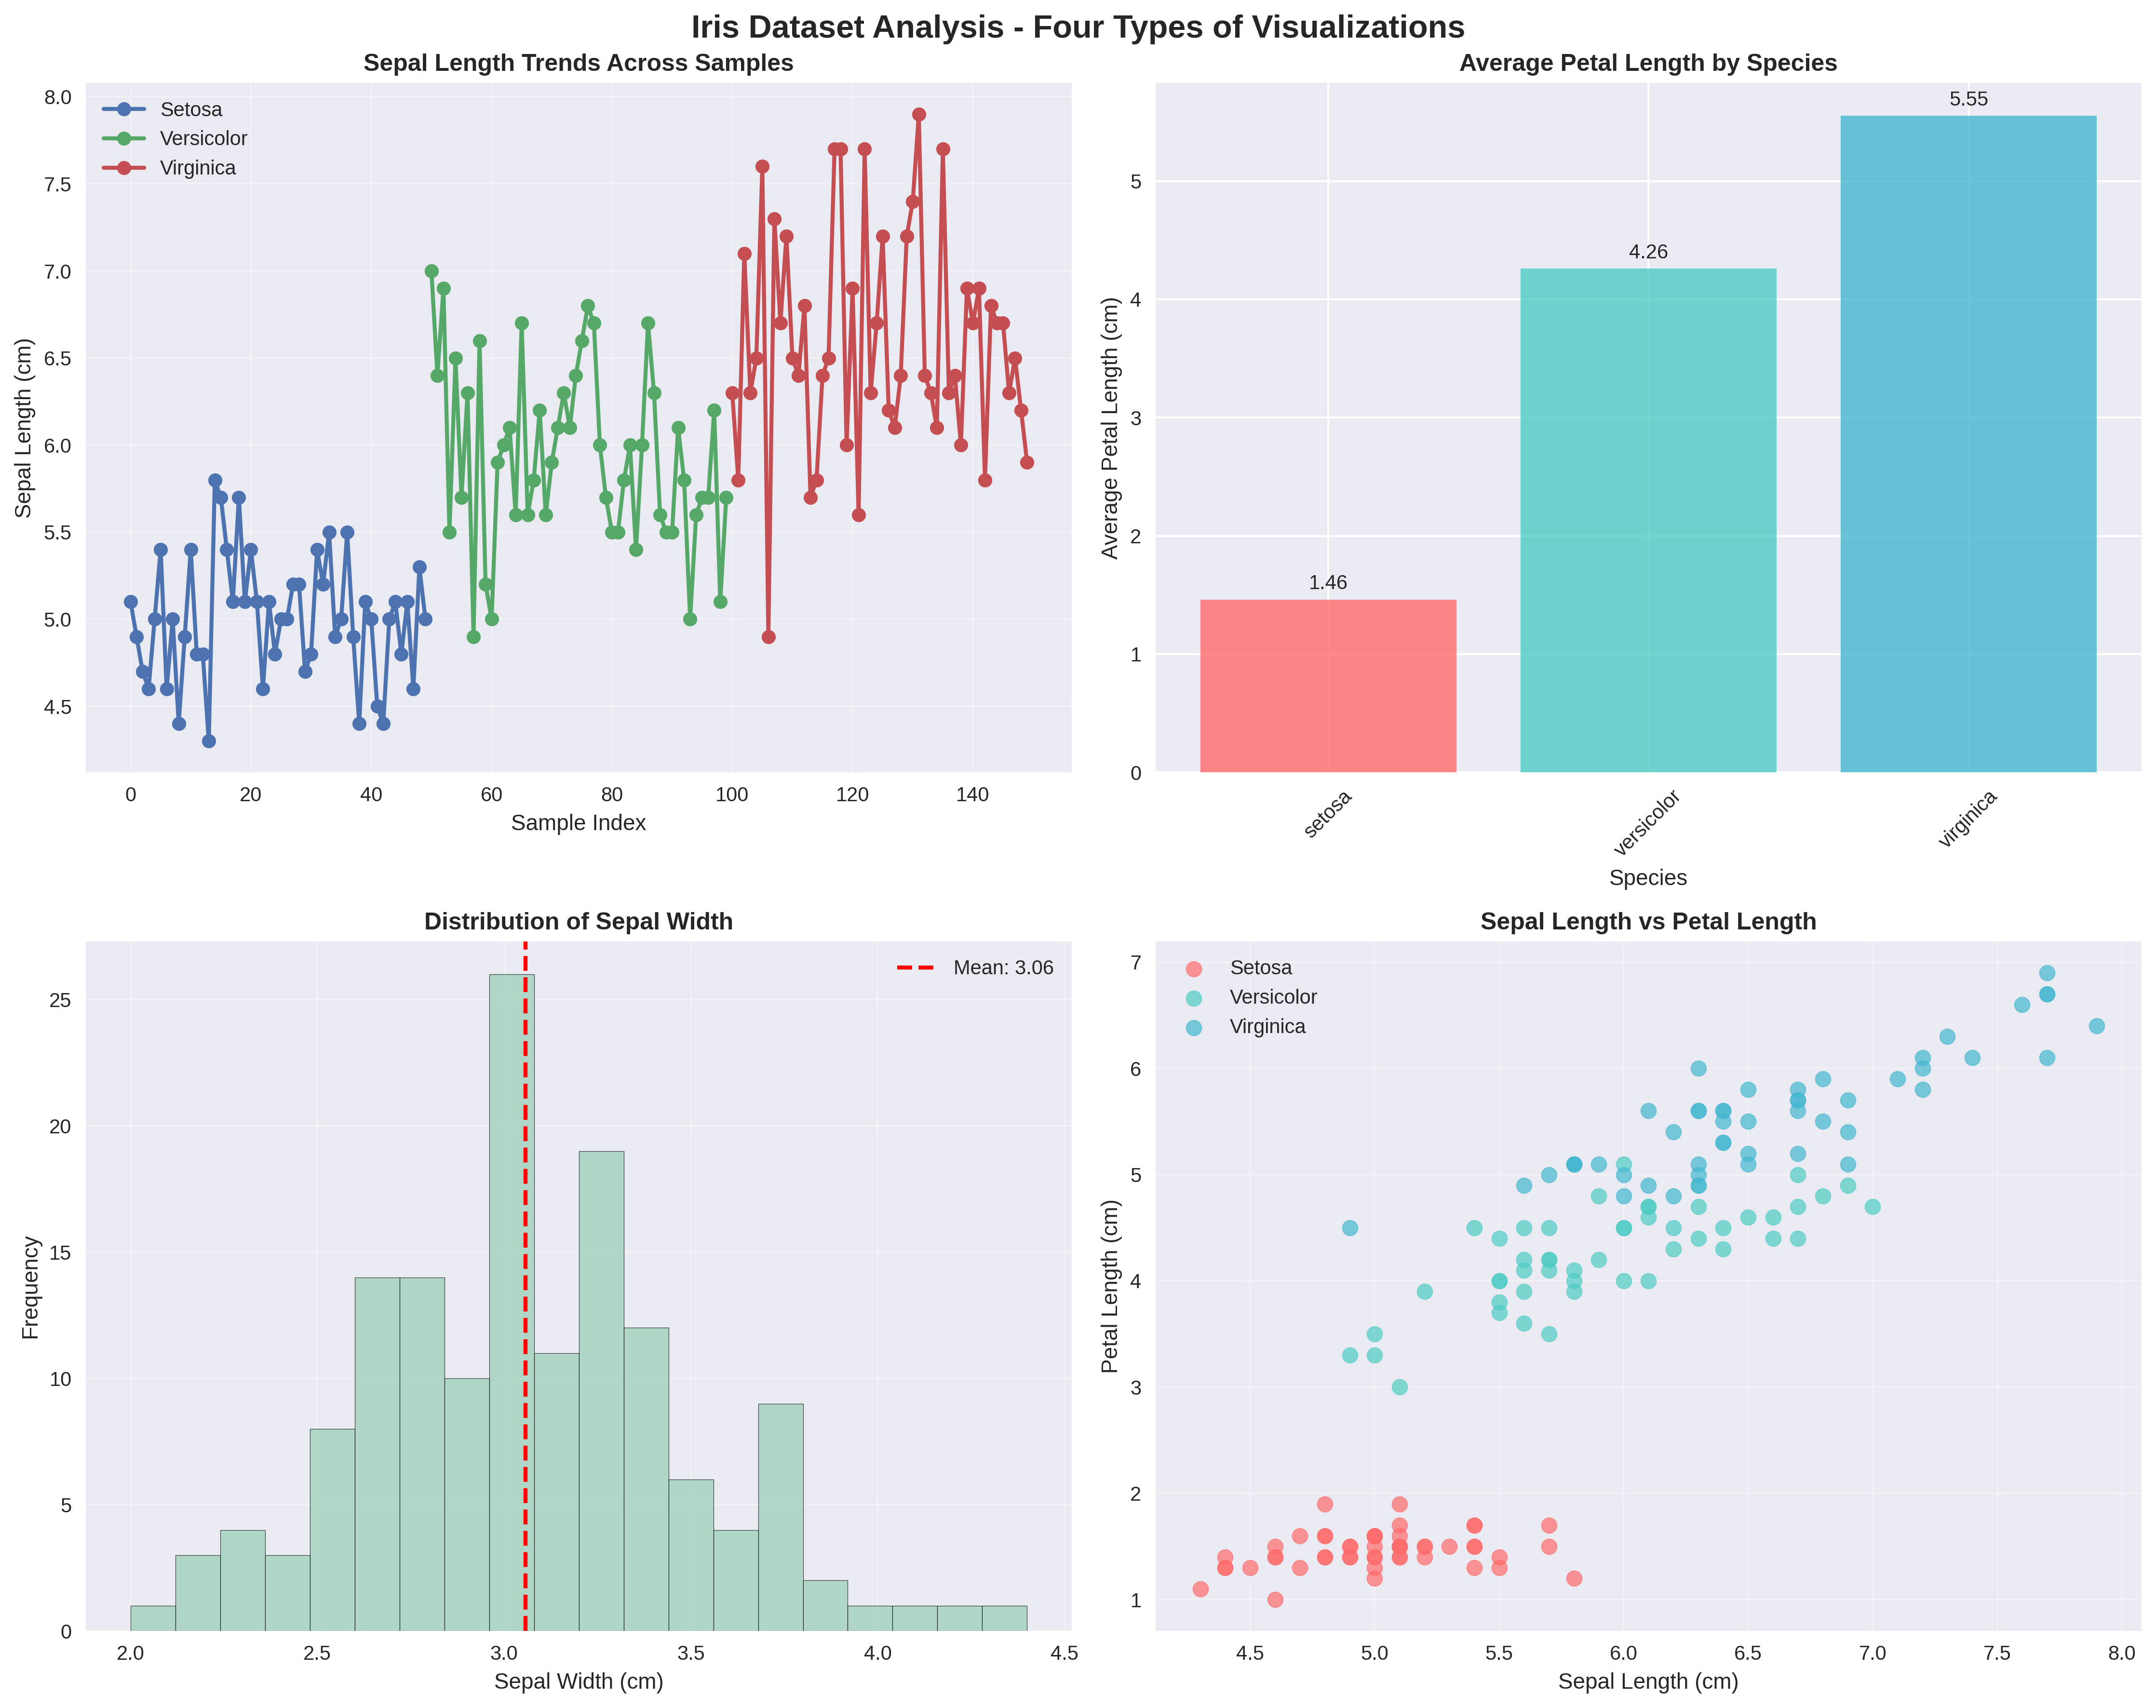 Iris Dataset Analysis - Four Types of Visualizations
Sepal Length Trends Across Samples
Setosa
Versicolor
Virginica
8.0
7.5
7.0
6.5
6.0
5.5
5.0
4.5
Sepal Length (cm)
0 20 40 60 80 100 120 140
Sample Index
Average Petal Length by Species
5.55
4.26
1.46
5
4
3
2
1
0
Average Petal Length (cm)
setosa versicolor virginica
Species
Distribution of Sepal Width
Mean: 3.06
25
20
15
10
5
0
Frequency
2.0 2.5 3.0 3.5 4.0 4.5
Sepal Width (cm)
Sepal Length vs Petal Length
Setosa
Versicolor
Virginica
7
6
5
4
3
2
1
Petal Length (cm)
4.5 5.0 5.5 6.0 6.5 7.0 7.5 8.0
Sepal Length (cm)